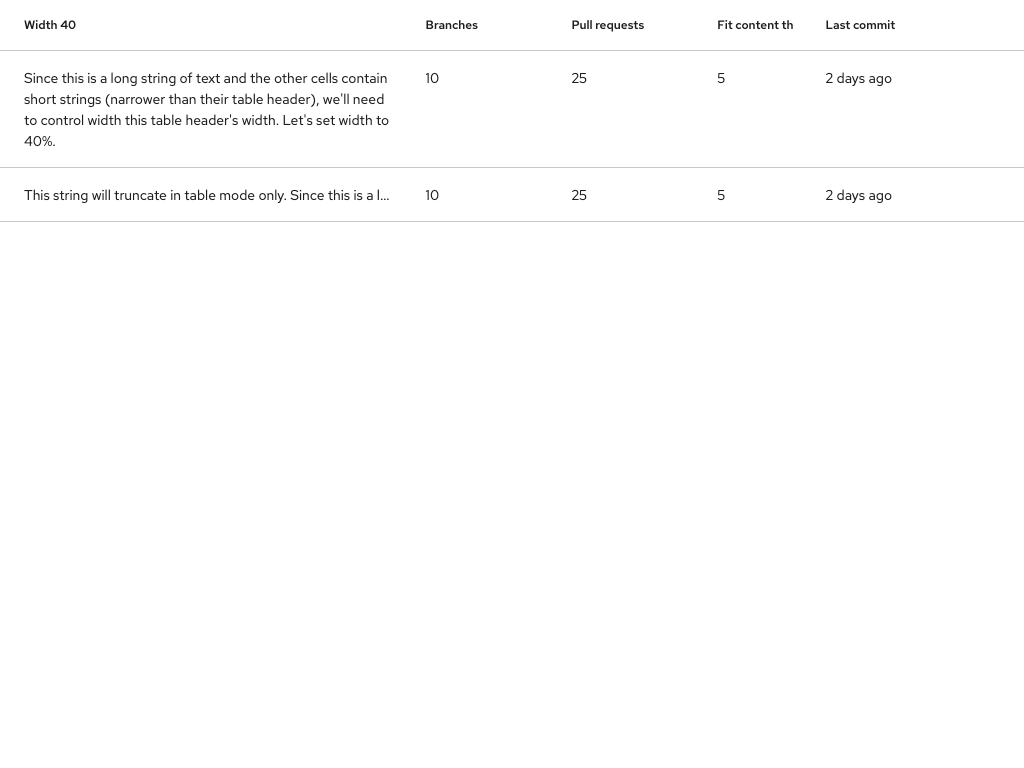 Width 40 Branches Pull requests Fit content th Last commit
Since this is a long string of text and the other cells contain 10 25 5 2 days ago
short strings (narrower than their table header), we'll need
to control width this table header's width. Let's set width to
40%.
This string will truncate in table mode only. Since this is a l... 10 25 5 2 days ago